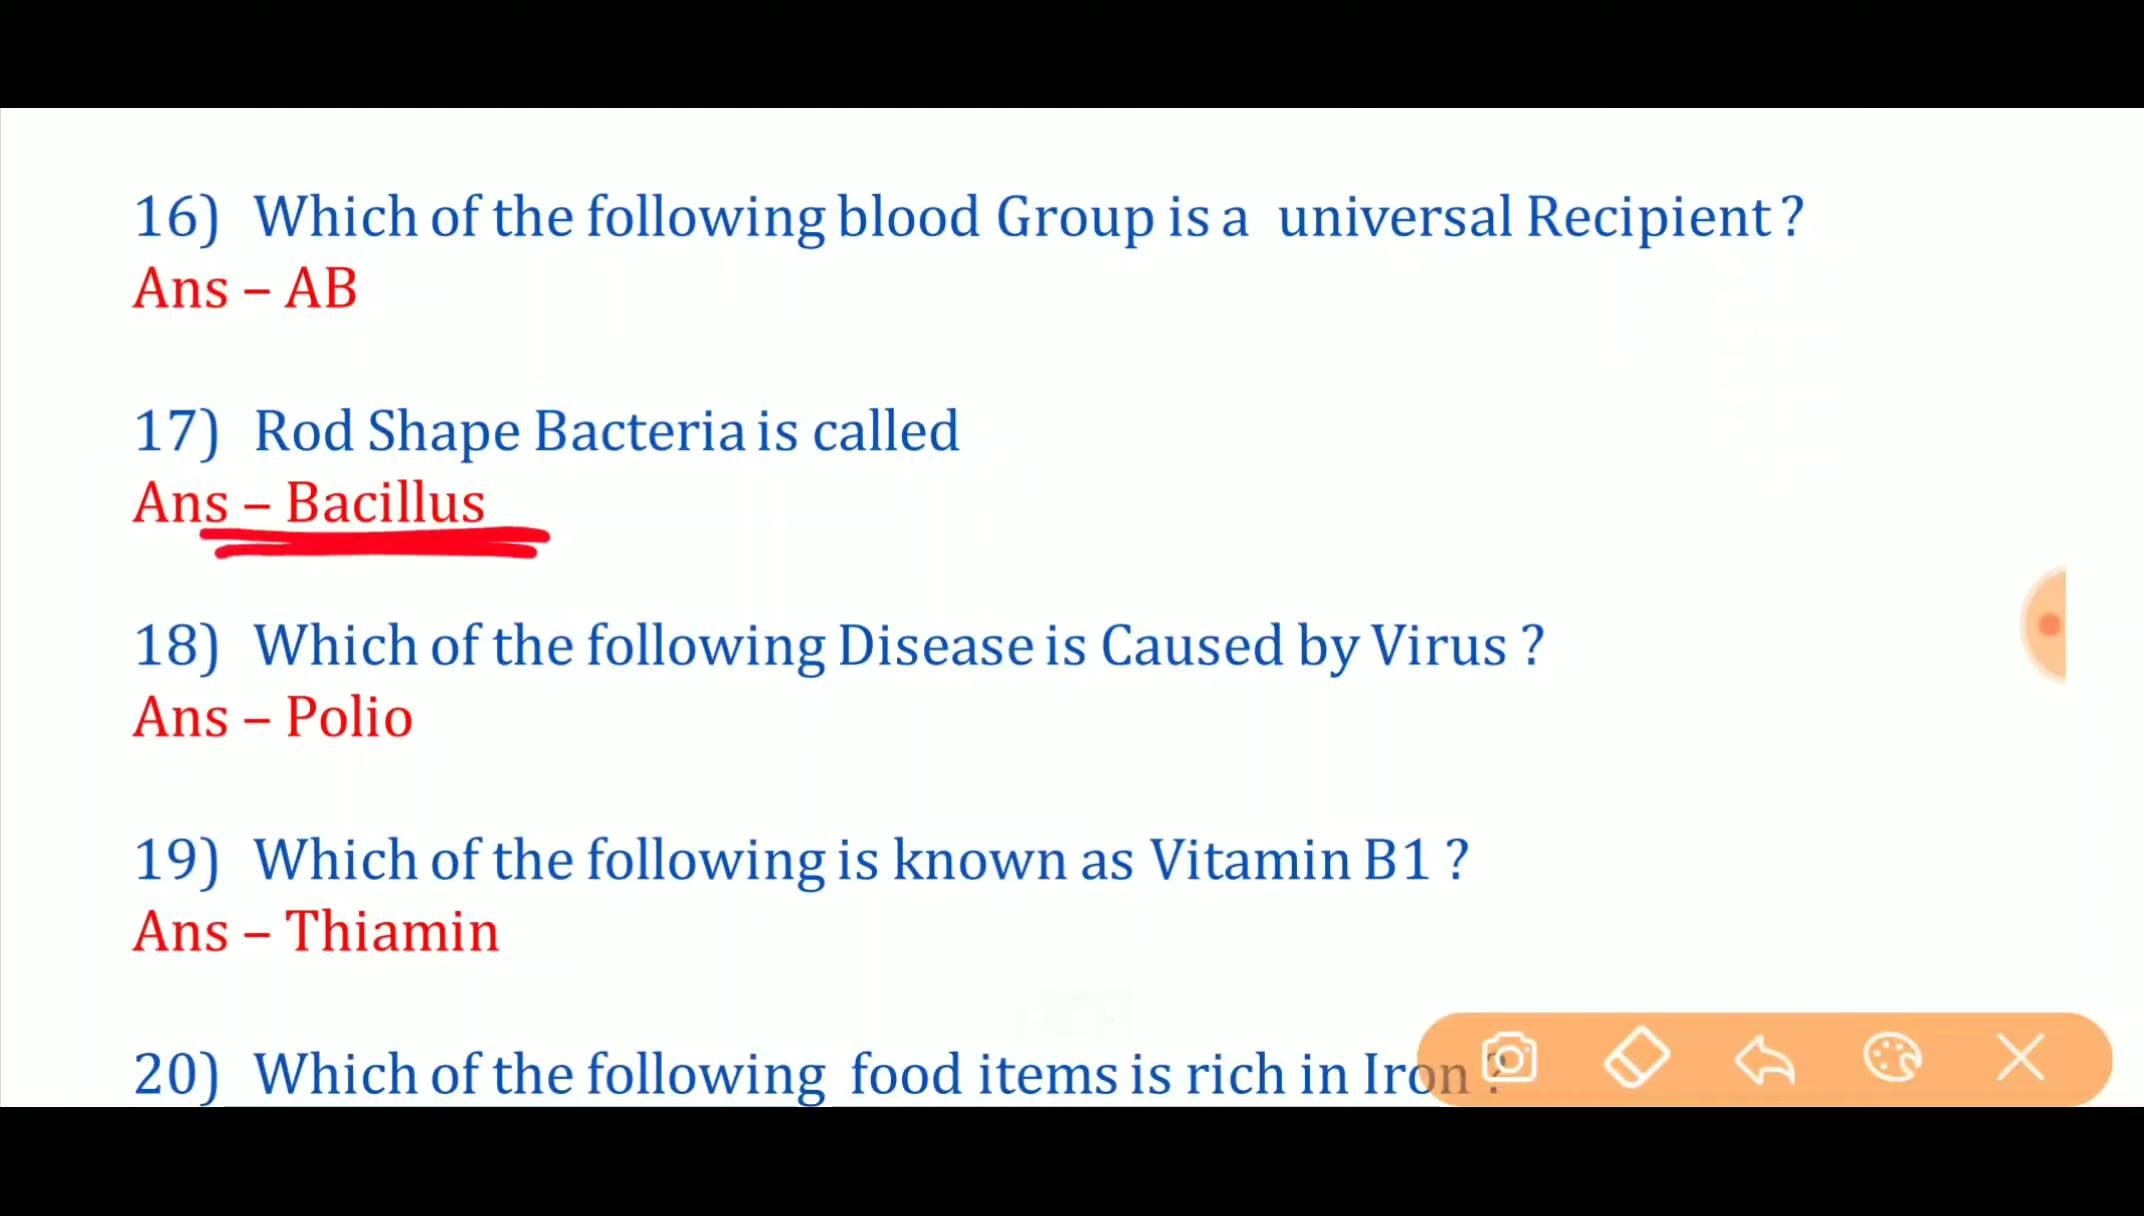 16) Which of the following blood Group is a universal Recipient ?
Ans – AB
17) Rod Shape Bacteria is called
Ans – Bacillus
18) Which of the following Disease is Caused by Virus ?
Ans – Polio
19) Which of the following is known as Vitamin B1 ?
Ans – Thiamin
20) Which of the following food items is rich in Iron ?